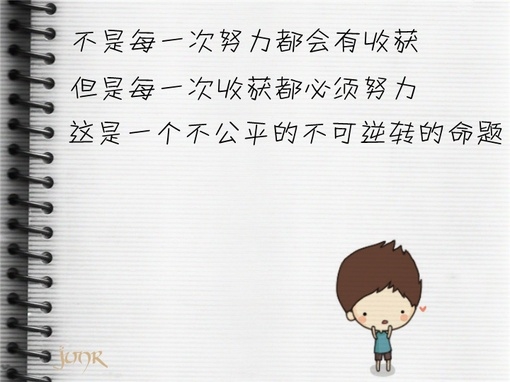 不是每一次努力都会有收获
但是每一次收获都必须努力
这是一个不公平的不可逆转的命题